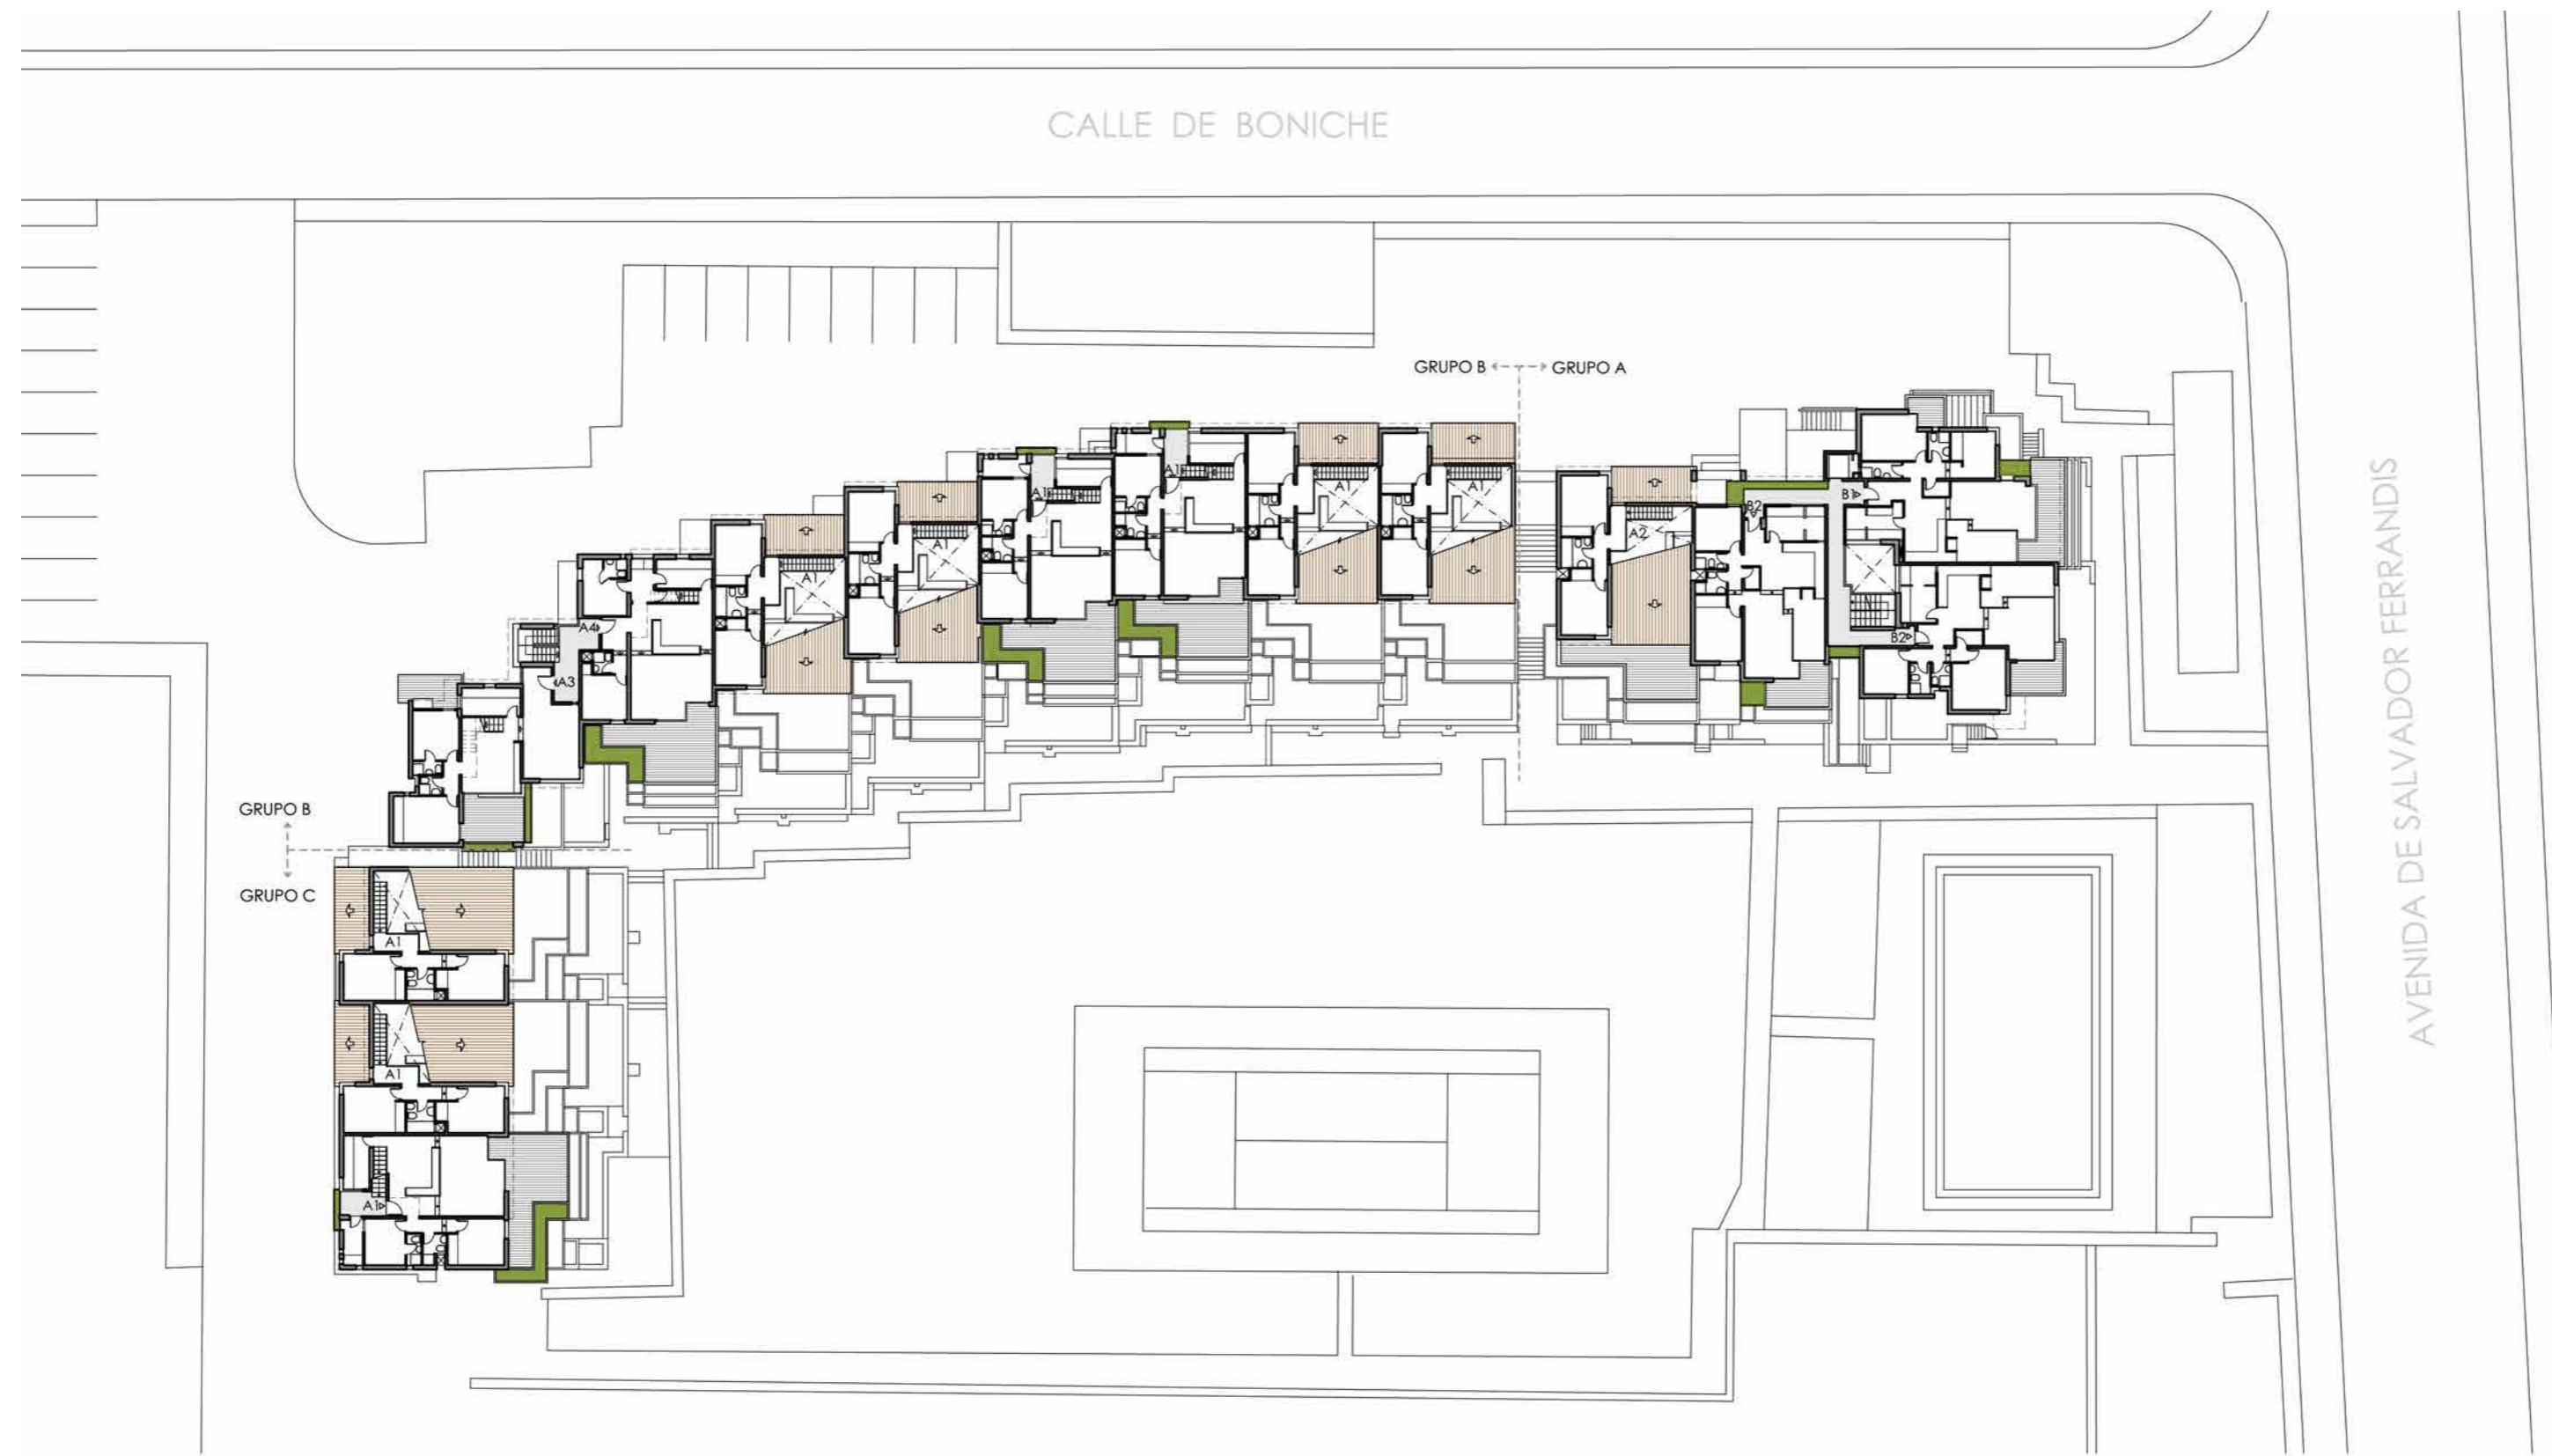 CALLE DE BONICHE
GRUPO B
GRUPO A
A1
A1
A1
A1
A1
A1
A2
B2
B1
B2
A4
A3
AVENIDA DE SALVADOR FERRANDIS
GRUPO B
GRUPO C
A1
A1
A1